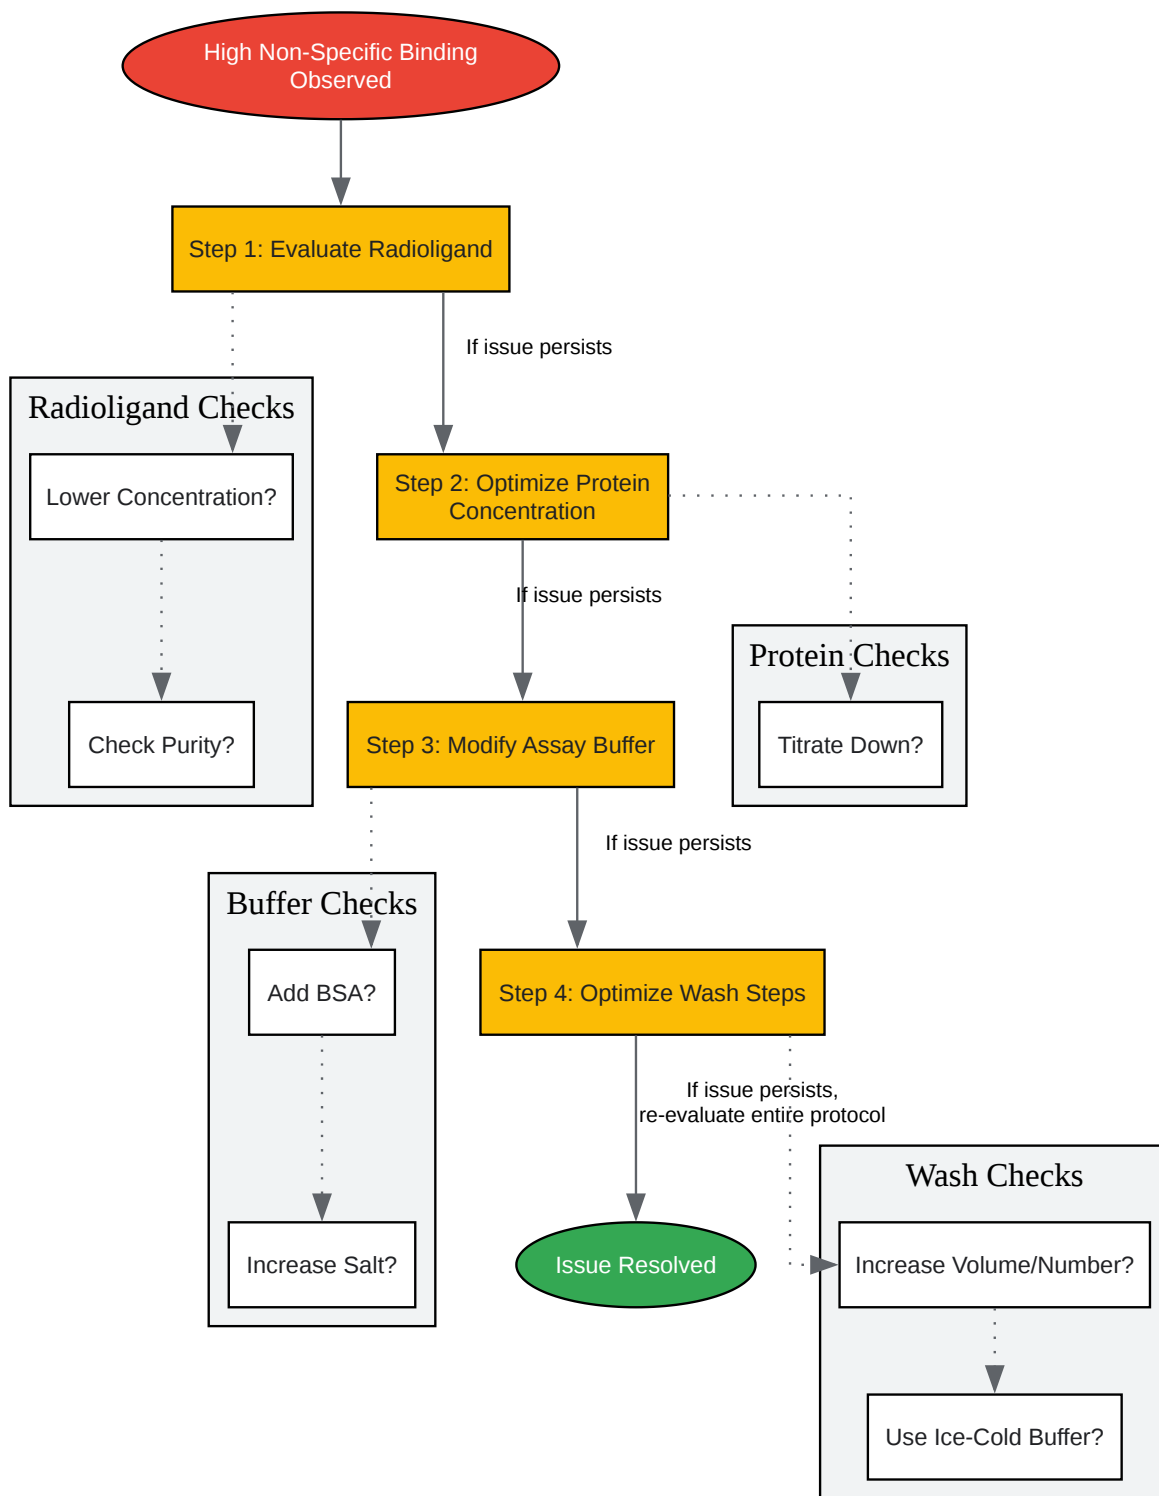 High Non-Specific Binding
Observed
Step 1: Evaluate Radioligand
If issue persists
Radioligand Checks
Lower Concentration?
Check Purity?
Step 2: Optimize Protein
Concentration
If issue persists
Protein Checks
Titrate Down?
Step 3: Modify Assay Buffer
If issue persists
Buffer Checks
Add BSA?
Increase Salt?
Step 4: Optimize Wash Steps
If issue persists,
re-evaluate entire protocol
Issue Resolved
Wash Checks
Increase Volume/Number?
Use Ice-Cold Buffer?